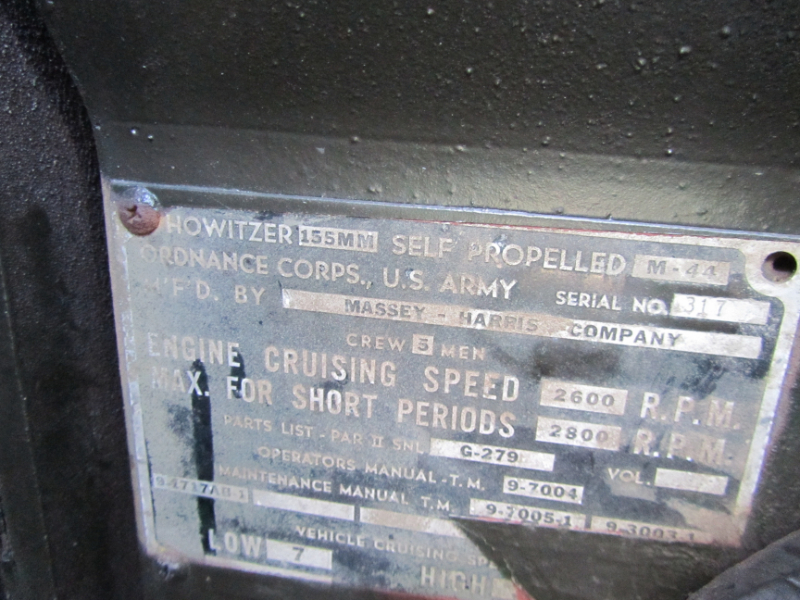 HOWITZER 155MM SELF PROPELLED M-44
ORDNANCE CORPS., U.S. ARMY SERIAL NO. 317
M'F'D. BY MASSEY - HARRIS COMPANY
CREW 5 MEN
ENGINE CRUISING SPEED 2600 R.P.M.
MAX. FOR SHORT PERIODS 2800 R.P.M.
PARTS LIST - PAR II SNL G-279 VOL.
OPERATORS MANUAL - T.M. 9-7004
MAINTENANCE MANUAL T.M. 9-7005-1 9-3003-1
VEHICLE CRUISING
LOW 7 HIGH